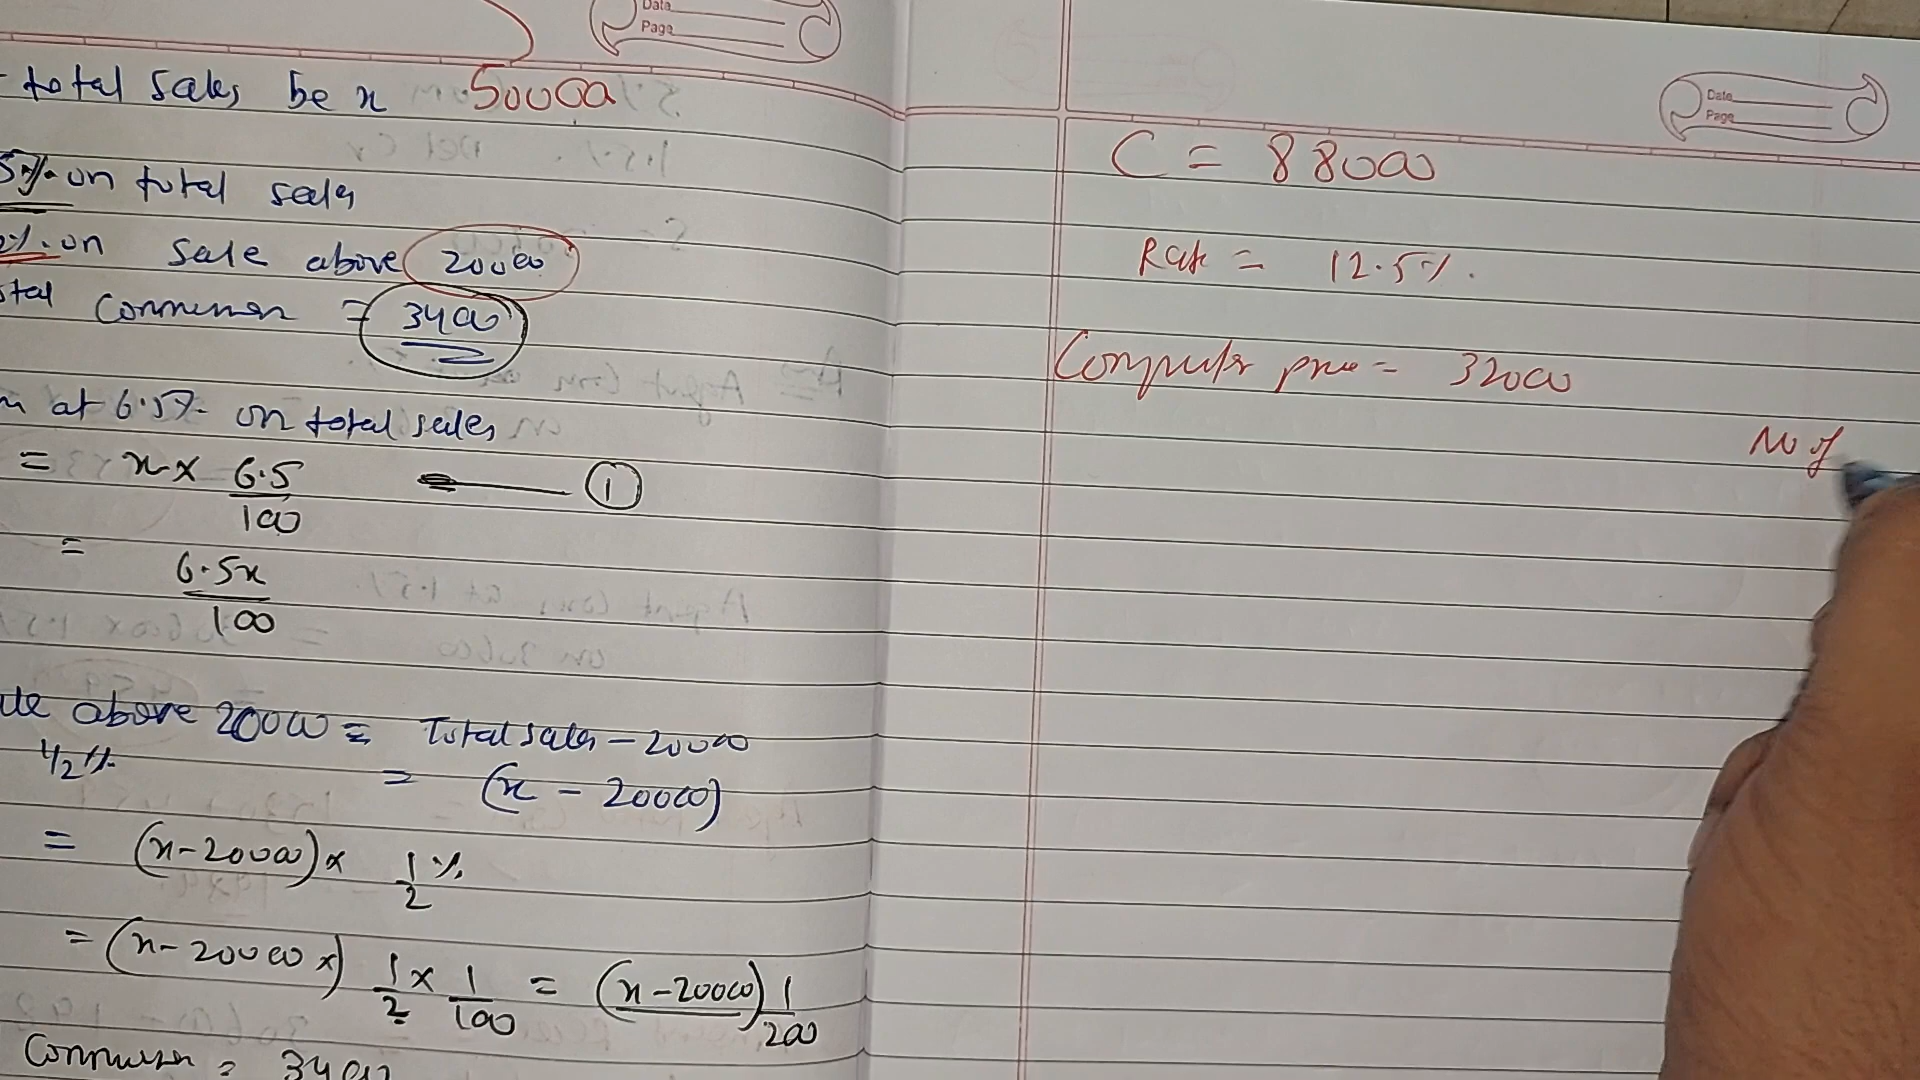 Date
Page
total sales be x 50000
5% on total sales
2% on sale above 20000
tal Commission = 3400
m at 6.5% on total sales
= x × 6.5 / 100 ① 
= 6.5x / 100
ale above 20000 = Total sales - 20000
1/2 %
= (x - 20000)
= (x - 20000) × 1/2 %
= (x - 20000 x) 1/2 × 1/100 = (x - 20000) 1/200
Commission = 3400
Date
Page
C = 88000
Rate = 12.5%.
Computer price = 32000
No of